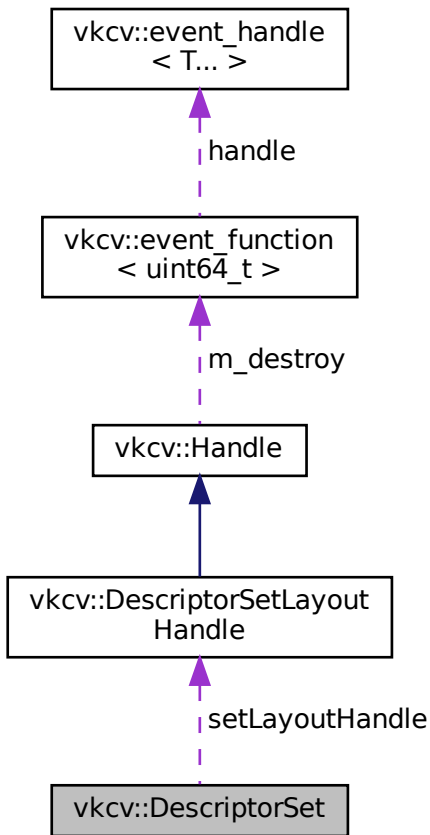 vkcv::event_handle
< T... >
handle
vkcv::event_function
< uint64_t >
m_destroy
vkcv::Handle
vkcv::DescriptorSetLayout
Handle
setLayoutHandle
vkcv::DescriptorSet